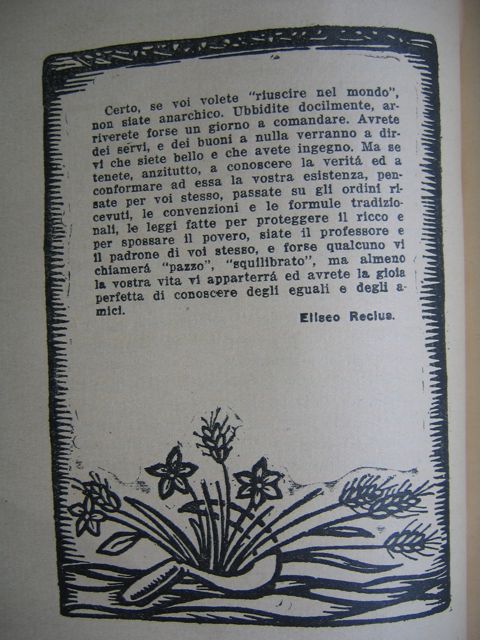 Certo, se voi volete "riuscire nel mondo",
non siate anarchico. Ubbidite docilmente, ar-
riverete forse un giorno a comandare. Avrete
dei servi, e dei buoni a nulla verranno a dir-
vi che siete bello e che avete ingegno. Ma se
tenete, anzitutto, a conoscere la veritá ed a
conformare ad essa la vostra esistenza, pen-
sate per voi stesso, passate su gli ordini ri-
cevuti, le convenzioni e le formule tradizio-
nali, le leggi fatte per proteggere il ricco e
per spossare il povero, siate il professore e
il padrone di voi stesso, e forse qualcuno vi
chiamerá "pazzo", "squilibrato", ma almeno
la vostra vita vi apparterrá ed avrete la gioia
perfetta di conoscere degli eguali e degli a-
mici.
Eliseo Reclus.